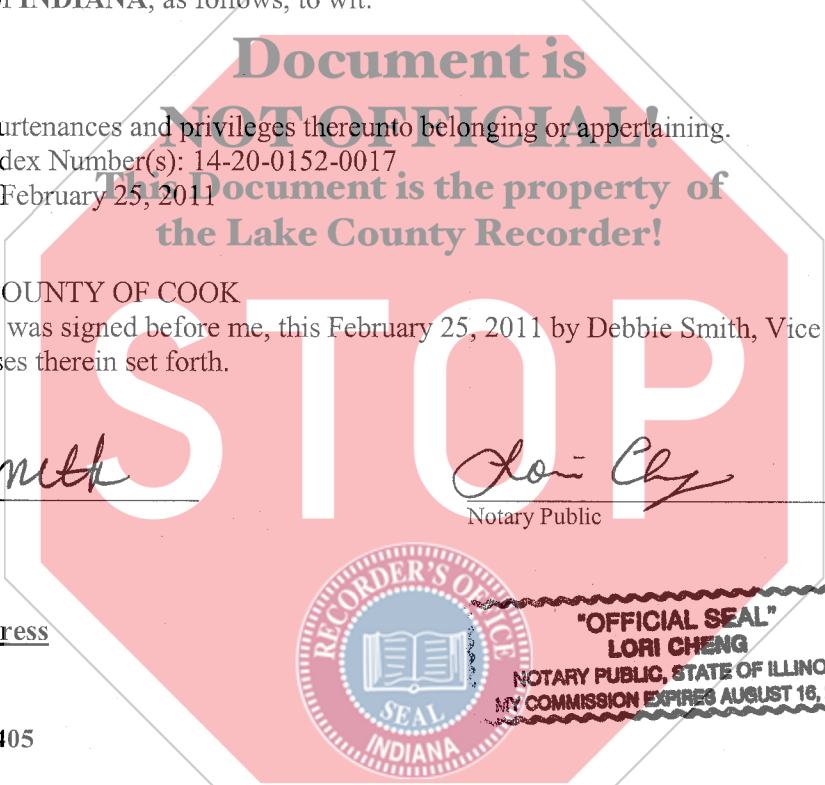 of INDIANA, as follows, to wit:
Document is
NOT OFFICIAL!
urtenances and privileges thereunto belonging or appertaining.
dex Number(s): 14-20-0152-0017
February 25, 2011
This Document is the property of
the Lake County Recorder!
OUNTY OF COOK
was signed before me, this February 25, 2011 by Debbie Smith, Vice
ses therein set forth.
STOP
Notary Public
RECORDER'S OFFICE
SEAL
INDIANA
"OFFICIAL SEAL"
LORI CHENG
NOTARY PUBLIC, STATE OF ILLINO
MY COMMISSION EXPIRES AUGUST 16,
ress
405